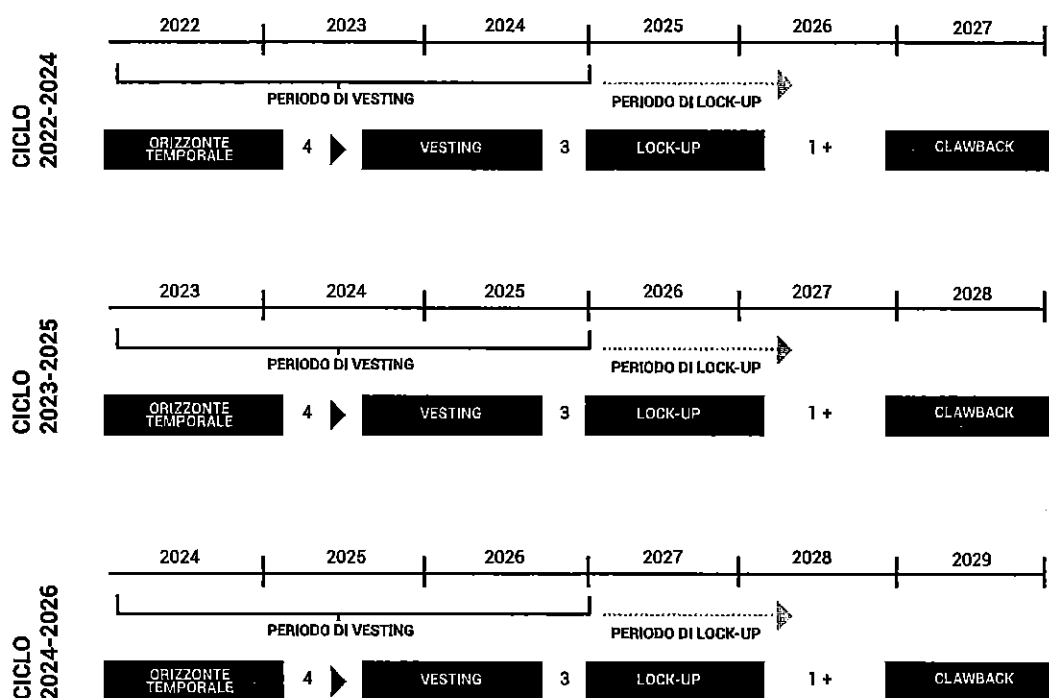 CICLO
2022-2024
2022 2023 2024 2025 2026 2027
PERIODO DI VESTING PERIODO DI LOCK-UP
ORIZZONTE
TEMPORALE
4 VESTING 3 LOCK-UP 1 + CLAWBACK
CICLO
2023-2025
2023 2024 2025 2026 2027 2028
PERIODO DI VESTING PERIODO DI LOCK-UP
ORIZZONTE
TEMPORALE
4 VESTING 3 LOCK-UP 1 + CLAWBACK
CICLO
2024-2026
2024 2025 2026 2027 2028 2029
PERIODO DI VESTING PERIODO DI LOCK-UP
ORIZZONTE
TEMPORALE
4 VESTING 3 LOCK-UP 1 + CLAWBACK